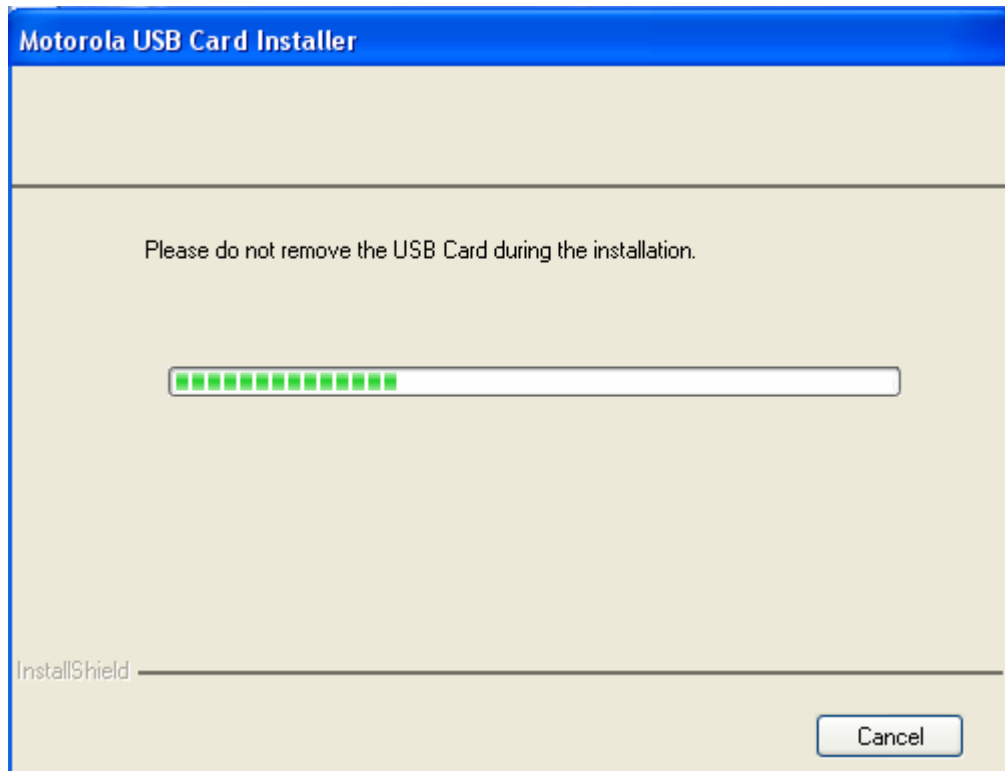 Motorola USB Card Installer
Please do not remove the USB Card during the installation.
InstallShield
Cancel